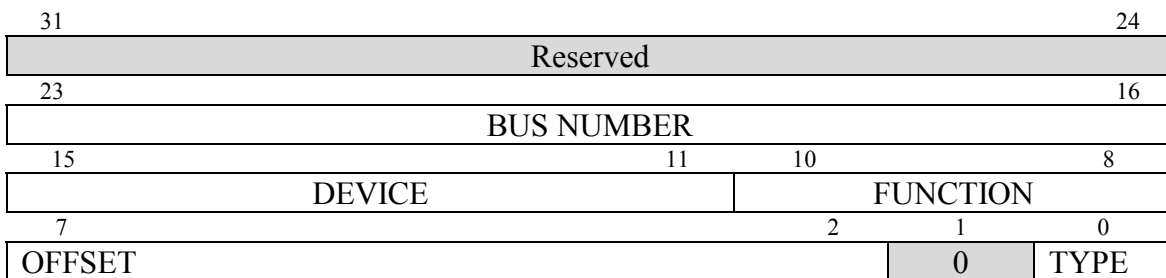 31 24
Reserved
23 16
BUS NUMBER
15 11 10 8
DEVICE FUNCTION
7 2 1 0
OFFSET 0 TYPE